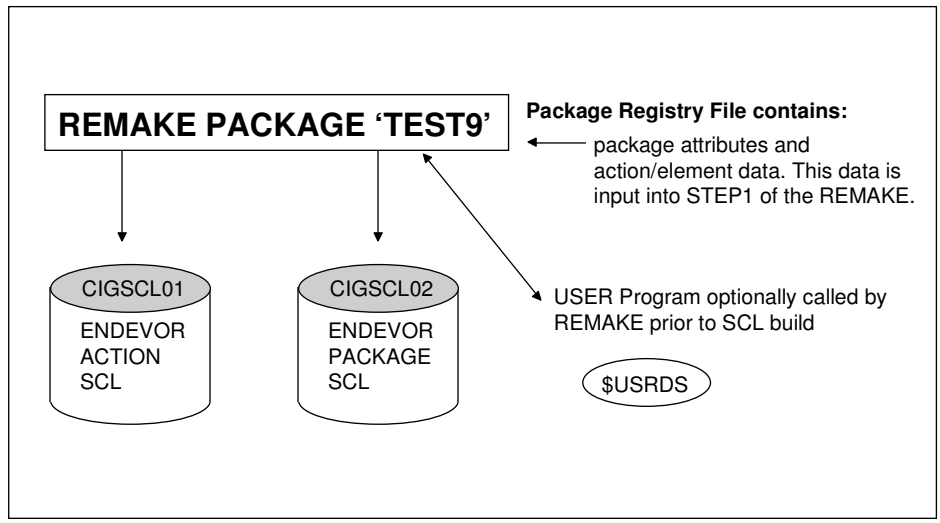 REMAKE PACKAGE ‘TEST9’
Package Registry File contains:
package attributes and
action/element data. This data is
input into STEP1 of the REMAKE.
CIGSCL01
ENDEVOR
ACTION
SCL
CIGSCL02
ENDEVOR
PACKAGE
SCL
USER Program optionally called by
REMAKE prior to SCL build
$USRDS